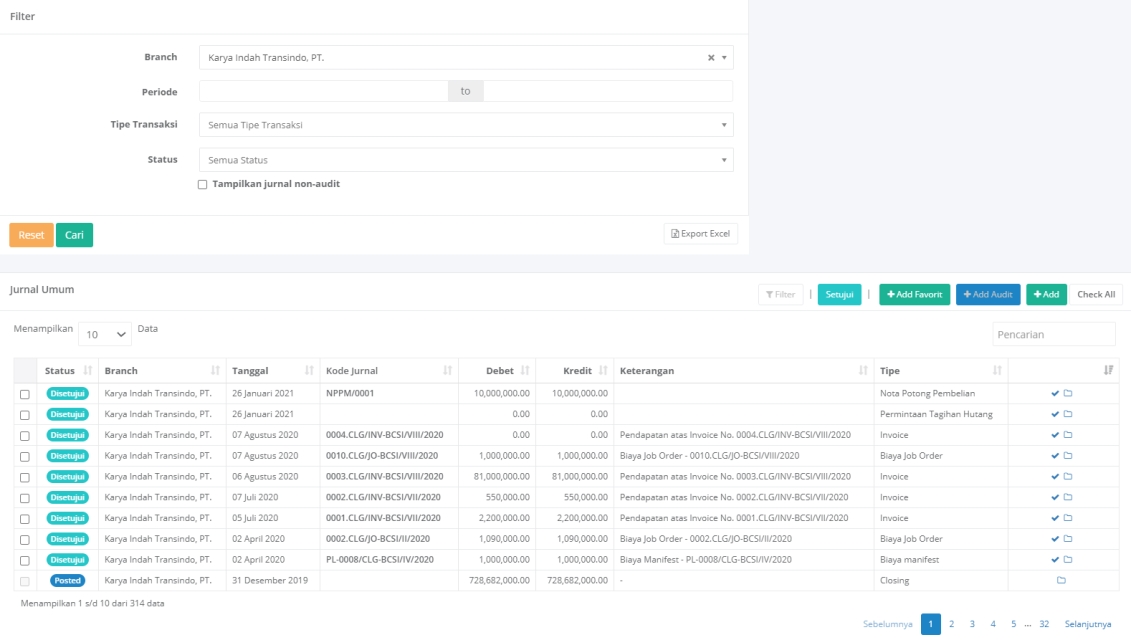 Filter
Branch Karya Indah Transindo, PT.
Periode to
Tipe Transaksi Semua Tipe Transaksi
Status Semua Status
Tampilkan jurnal non-audit
Reset Cari Export Excel
Jurnal Umum Filter | Setujui | + Add Favorit + Add Audit + Add Check All
Menampilkan 10 Data Pencarian
Status Branch Tanggal Kode Jurnal Debet Kredit Keterangan Tipe
Disetujui Karya Indah Transindo, PT. 26 Januari 2021 NPPM/0001 10,000,000.00 10,000,000.00 Nota Potong Pembelian
Disetujui Karya Indah Transindo, PT. 26 Januari 2021 0.00 0.00 Permintaan Tagihan Hutang
Disetujui Karya Indah Transindo, PT. 07 Agustus 2020 0004.CLG/INV-BCSI/VIII/2020 0.00 0.00 Pendapatan atas Invoice No. 0004.CLG/INV-BCSI/VIII/2020 Invoice
Disetujui Karya Indah Transindo, PT. 07 Agustus 2020 0010.CLG/JO-BCSI/VIII/2020 1,000,000.00 1,000,000.00 Biaya Job Order - 0010.CLG/JO-BCSI/VIII/2020 Biaya Job Order
Disetujui Karya Indah Transindo, PT. 06 Agustus 2020 0003.CLG/INV-BCSI/VIII/2020 81,000,000.00 81,000,000.00 Pendapatan atas Invoice No. 0003.CLG/INV-BCSI/VIII/2020 Invoice
Disetujui Karya Indah Transindo, PT. 07 Juli 2020 0002.CLG/INV-BCSI/VII/2020 550,000.00 550,000.00 Pendapatan atas Invoice No. 0002.CLG/INV-BCSI/VII/2020 Invoice
Disetujui Karya Indah Transindo, PT. 05 Juli 2020 0001.CLG/INV-BCSI/VII/2020 2,200,000.00 2,200,000.00 Pendapatan atas Invoice No. 0001.CLG/INV-BCSI/VII/2020 Invoice
Disetujui Karya Indah Transindo, PT. 02 April 2020 0002.CLG/JO-BCSI/II/2020 1,090,000.00 1,090,000.00 Biaya Job Order - 0002.CLG/JO-BCSI/II/2020 Biaya Job Order
Disetujui Karya Indah Transindo, PT. 02 April 2020 PL-0008/CLG-BCSI/IV/2020 1,000,000.00 1,000,000.00 Biaya Manifest - PL-0008/CLG-BCSI/IV/2020 Biaya manifest
Posted Karya Indah Transindo, PT. 31 Desember 2019 728,682,000.00 728,682,000.00 - Closing
Menampilkan 1 s/d 10 dari 314 data
Sebelumnya 1 2 3 4 5 ... 32 Selanjutnya